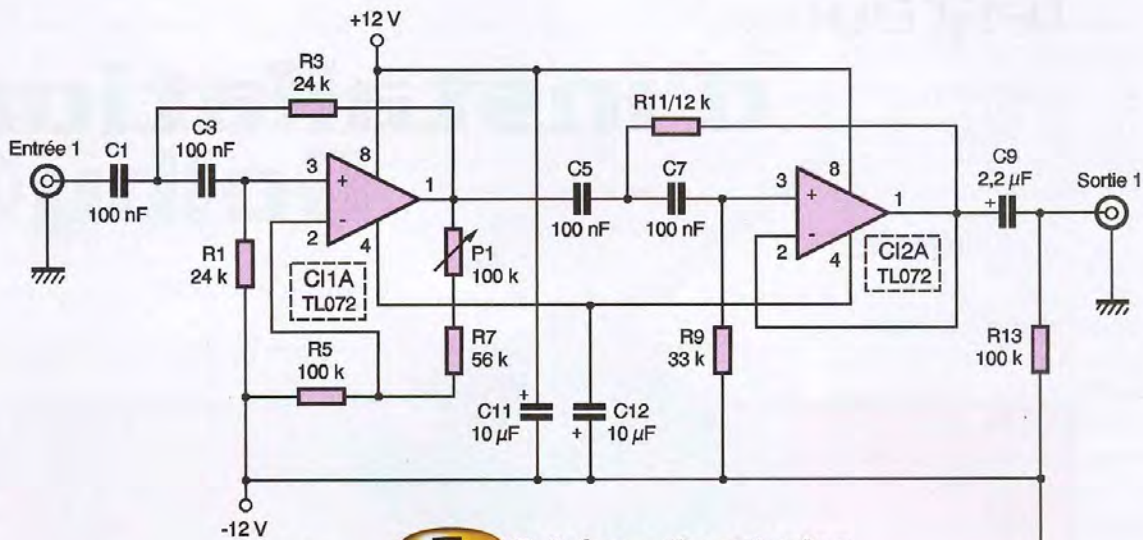 +12 V
R3
24 k
R11/12 k
Entrée 1
C1
100 nF
C3
100 nF
3
8
+
-
1
2
4
CI1A
TL072
R1
24 k
P1
100 k
R5
100 k
R7
56 k
C5
100 nF
C7
100 nF
3
8
+
-
1
2
4
CI2A
TL072
C9
2,2 µF
+
Sortie 1
R9
33 k
R13
100 k
+
C11
10 µF
C12
10 µF
+
-12 V